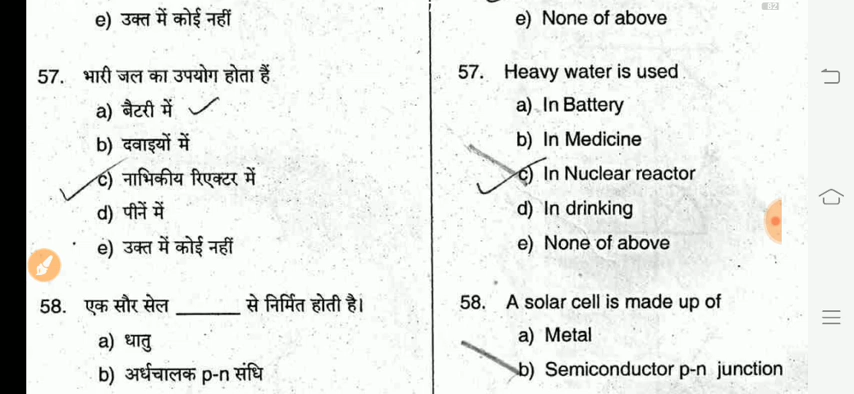 e) उक्त में कोई नहीं
57. भारी जल का उपयोग होता हैं
a) बैटरी में
b) दवाइयों में
c) नाभिकीय रिएक्टर में
d) पीनें में
e) उक्त में कोई नहीं
58. एक सौर सेल ______ से निर्मित होती है।
a) धातु
b) अर्धचालक p-n संधि
e) None of above
57. Heavy water is used
a) In Battery
b) In Medicine
c) In Nuclear reactor
d) In drinking
e) None of above
58. A solar cell is made up of
a) Metal
b) Semiconductor p-n junction
82